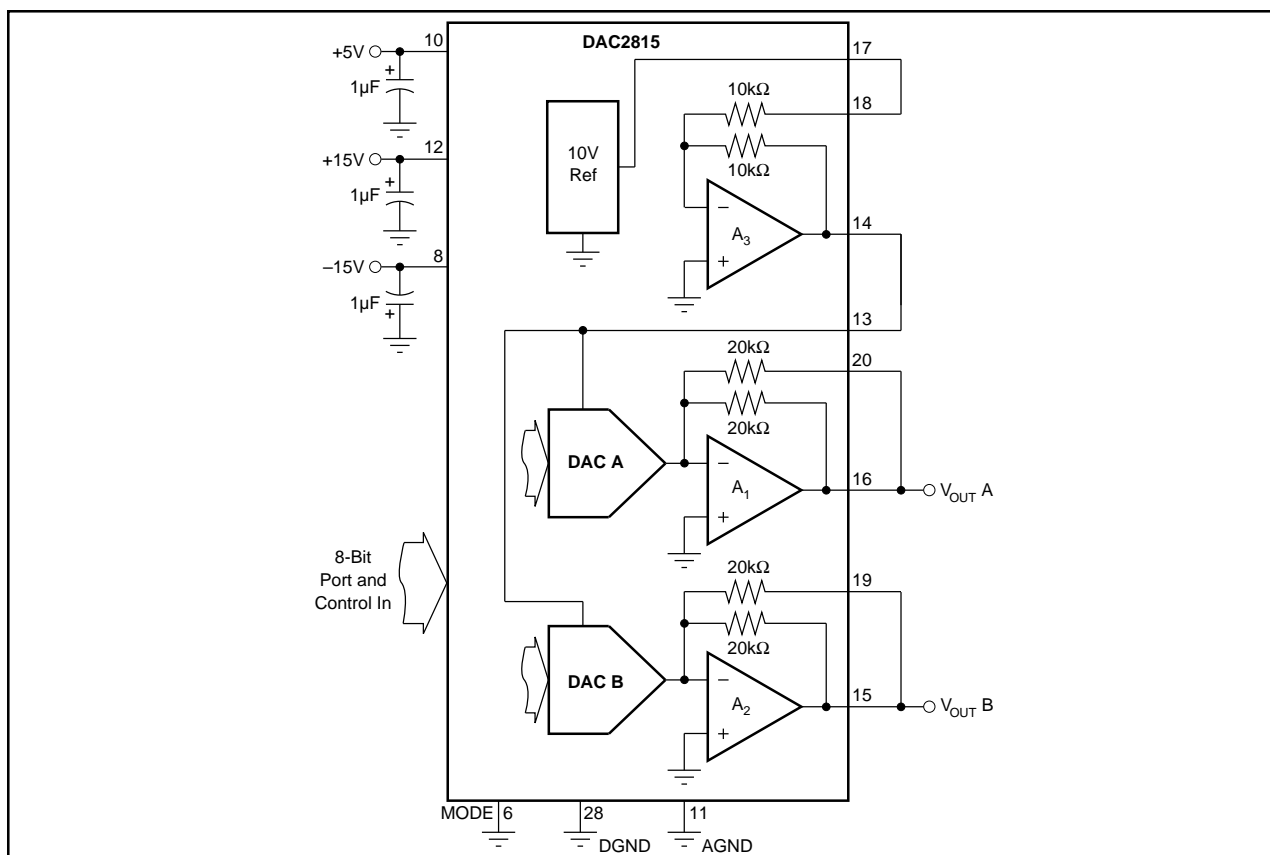 DAC2815
+5V
10
+
1µF
+15V
12
+
1µF
–15V
8
1µF
+
17
10kΩ
18
10V
Ref
10kΩ
–
A3
+
14
13
20kΩ
20
20kΩ
DAC A
–
A1
+
16
VOUT A
8-Bit
Port and
Control In
20kΩ
19
20kΩ
DAC B
–
A2
+
15
VOUT B
MODE 6
28
DGND
11
AGND